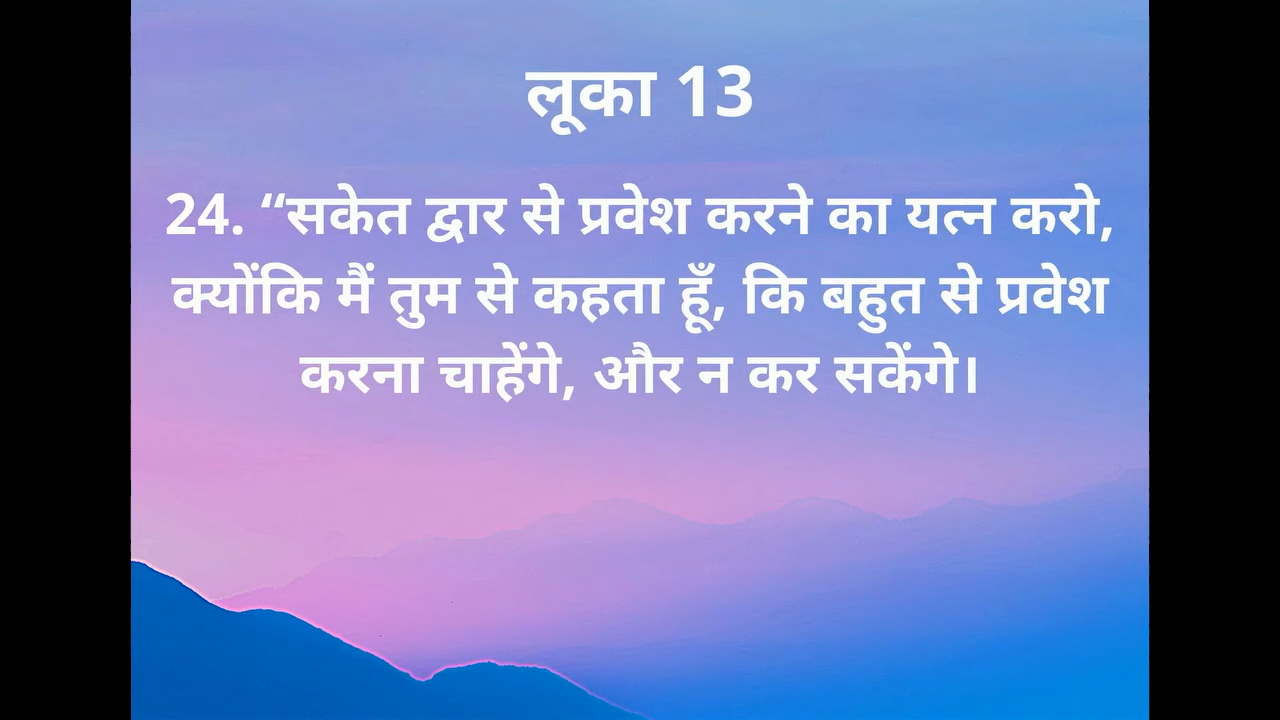 लूका 13
24. “सकेत द्वार से प्रवेश करने का यत्न करो,
क्योंकि मैं तुम से कहता हूँ, कि बहुत से प्रवेश
करना चाहेंगे, और न कर सकेंगे।